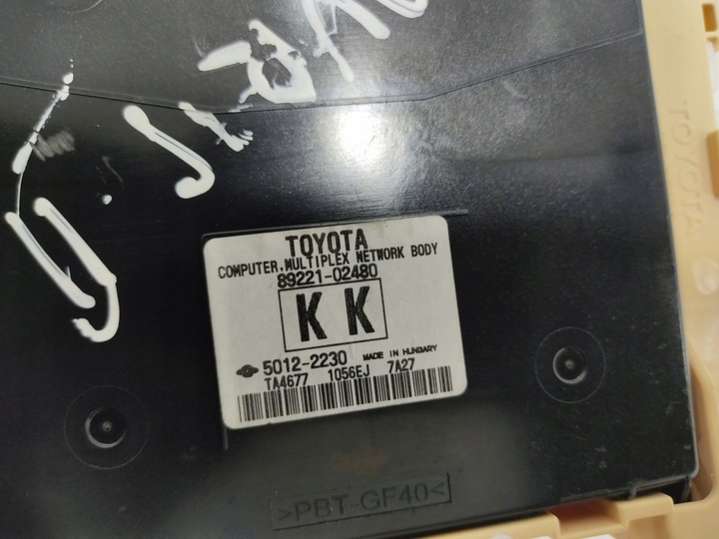 TOYOTA
COMPUTER, MULTIPLEX NETWORK BODY
89221-02480
K K
5012-2230 MADE IN HUNGARY
TA4677 1056EJ 7A27
>PBT-GF40<
TOYOTA